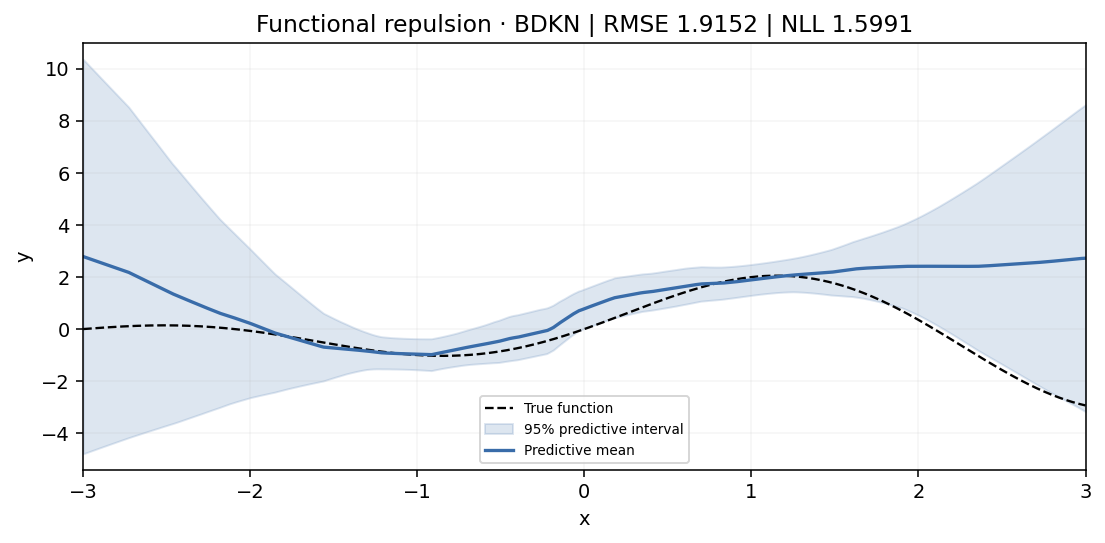 Functional repulsion · BDKN | RMSE 1.9152 | NLL 1.5991
10
8
6
4
2
0
−2
−4
y
True function
95% predictive interval
Predictive mean
−3
−2
−1
0
1
2
3
x